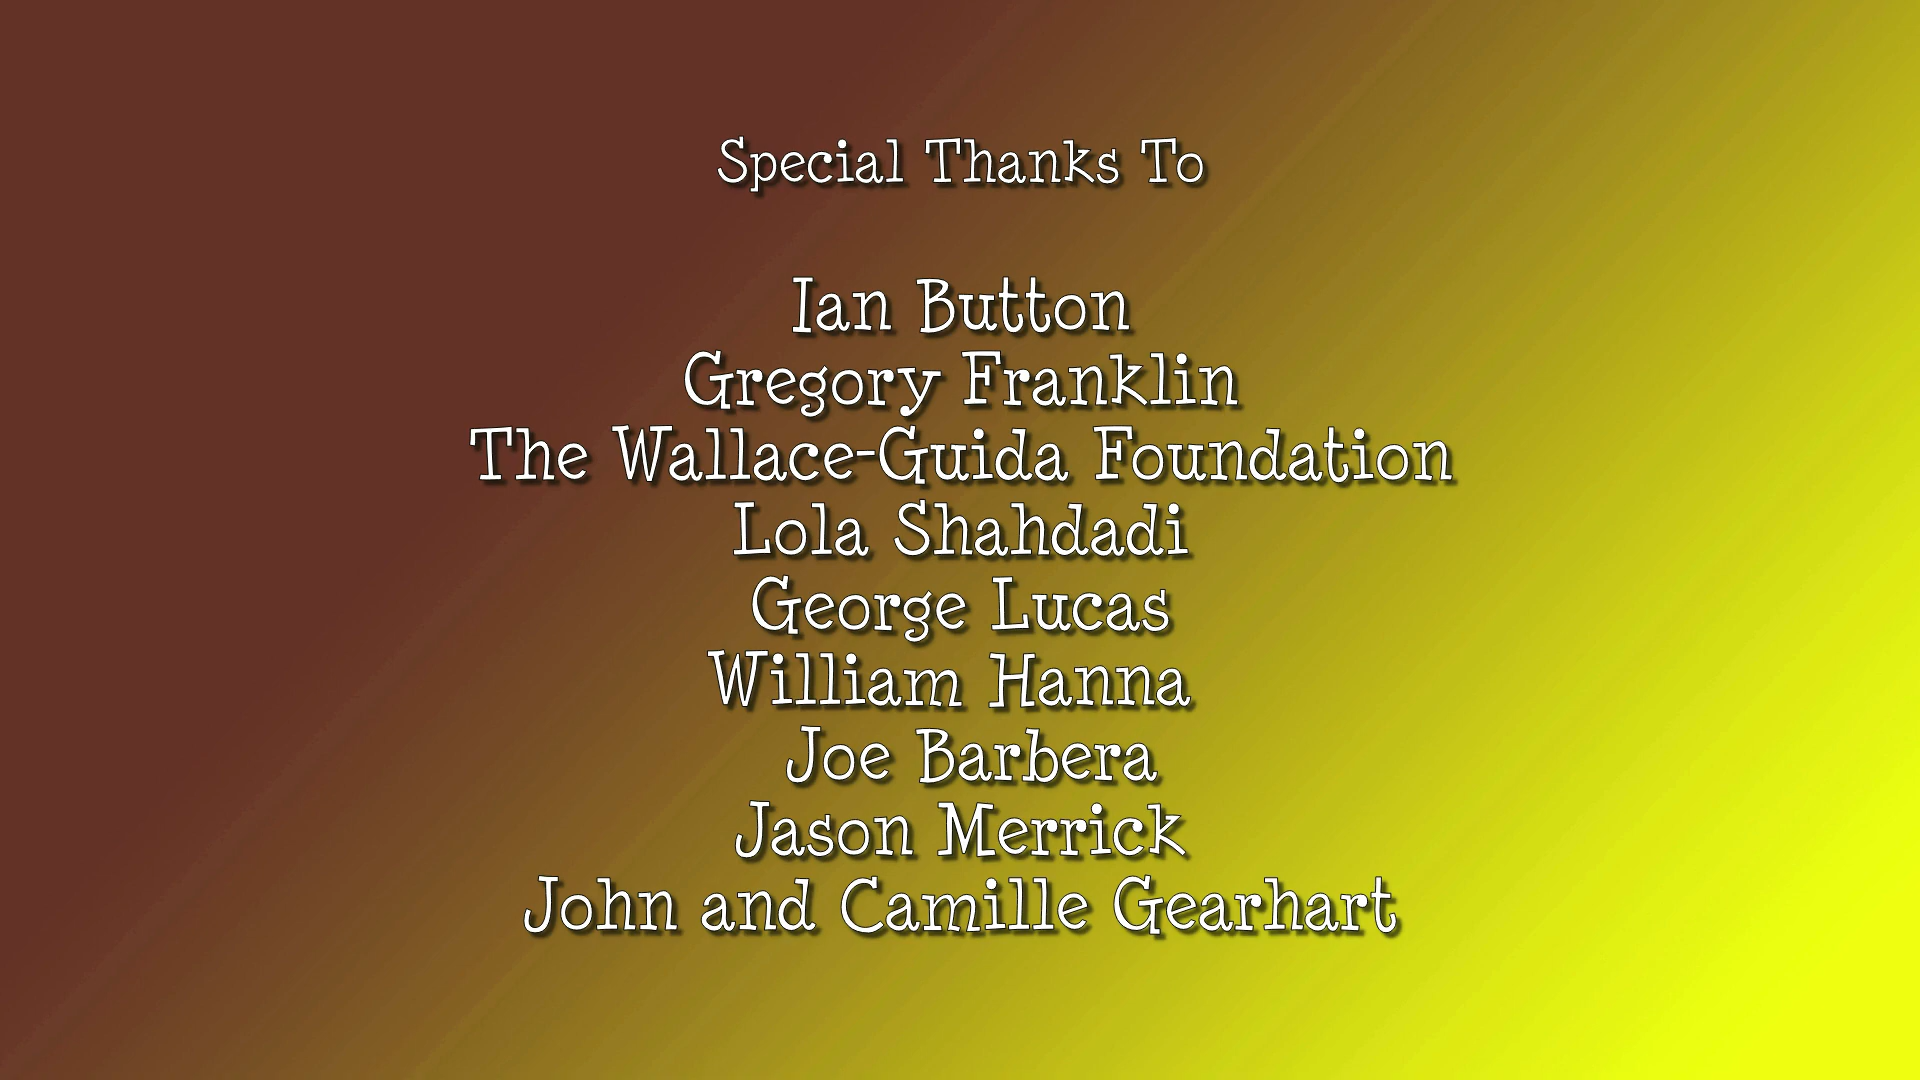 Special Thanks To
Ian Button
Gregory Franklin
The Wallace-Guida Foundation
Lola Shahdadi
George Lucas
William Hanna
Joe Barbera
Jason Merrick
John and Camille Gearhart